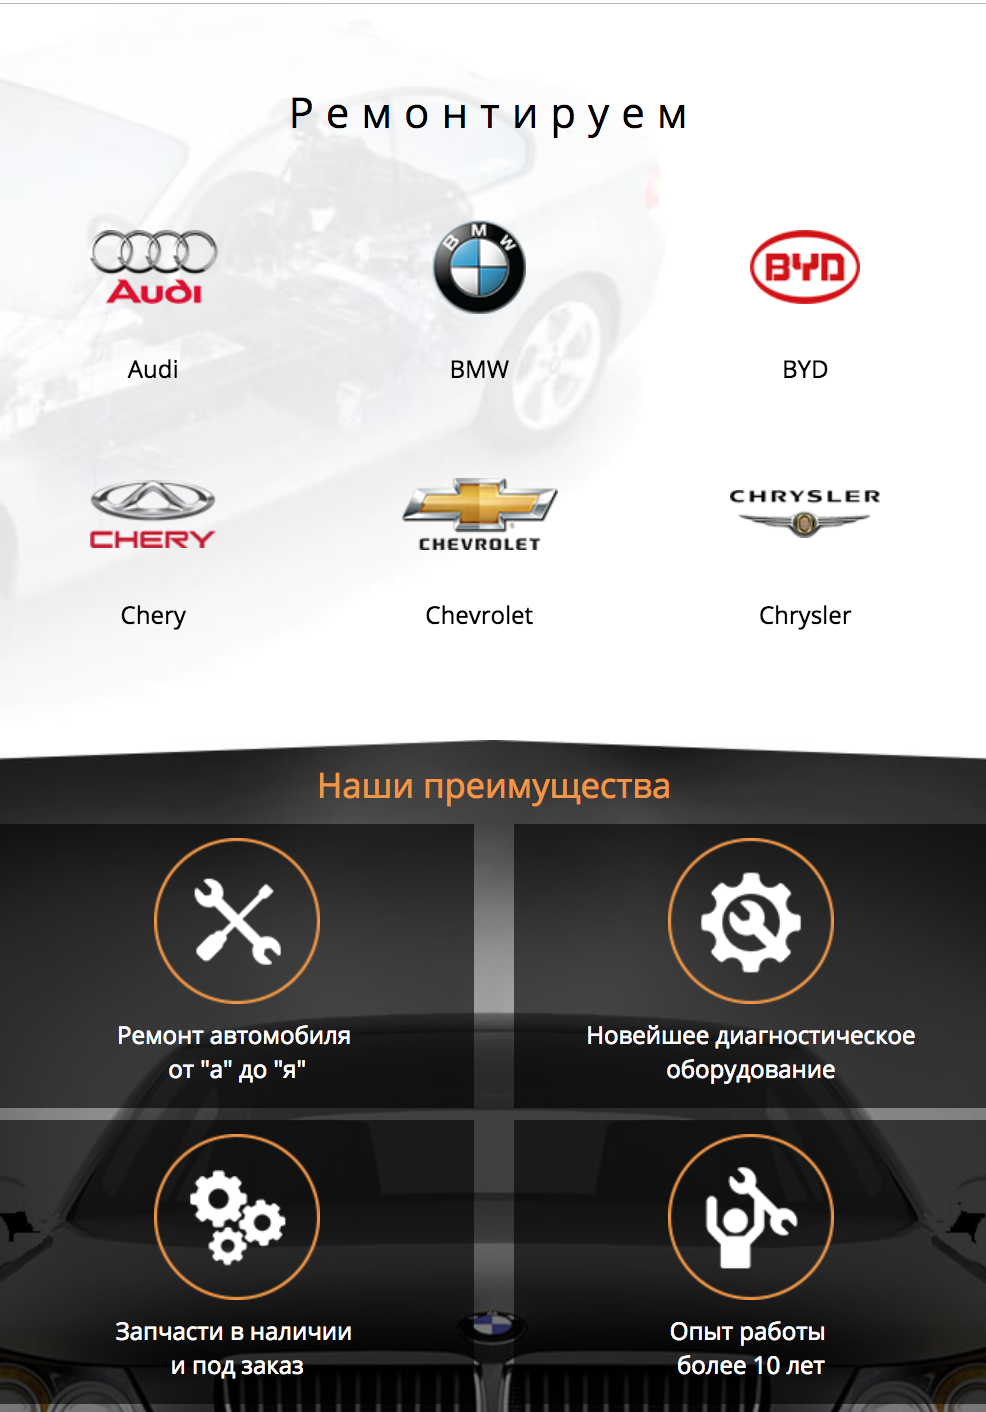 Ремонтируем
Audi
BMW
BYD
Audi
BMW
BYD
CHERY
CHEVROLET
CHRYSLER
Chery
Chevrolet
Chrysler
Наши преимущества
Ремонт автомобиля
от "а" до "я"
Новейшее диагностическое
оборудование
Запчасти в наличии
и под заказ
Опыт работы
более 10 лет